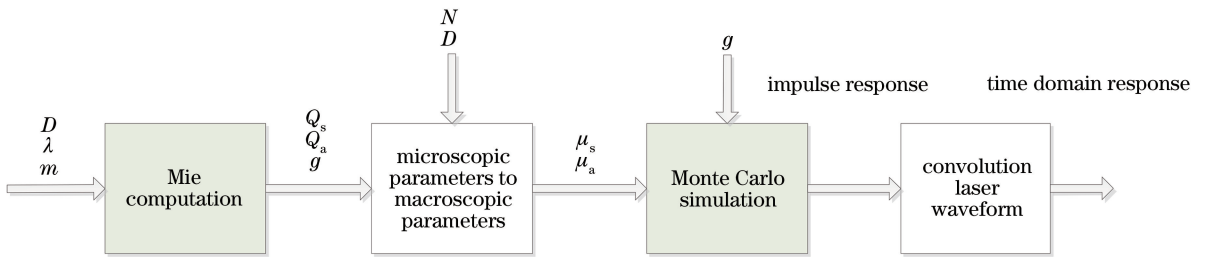 D
λ
m
Mie
computation
Qs
Qa
g
N
D
microscopic
parameters to
macroscopic
parameters
μs
μa
g
Monte Carlo
simulation
impulse response
convolution
laser
waveform
time domain response